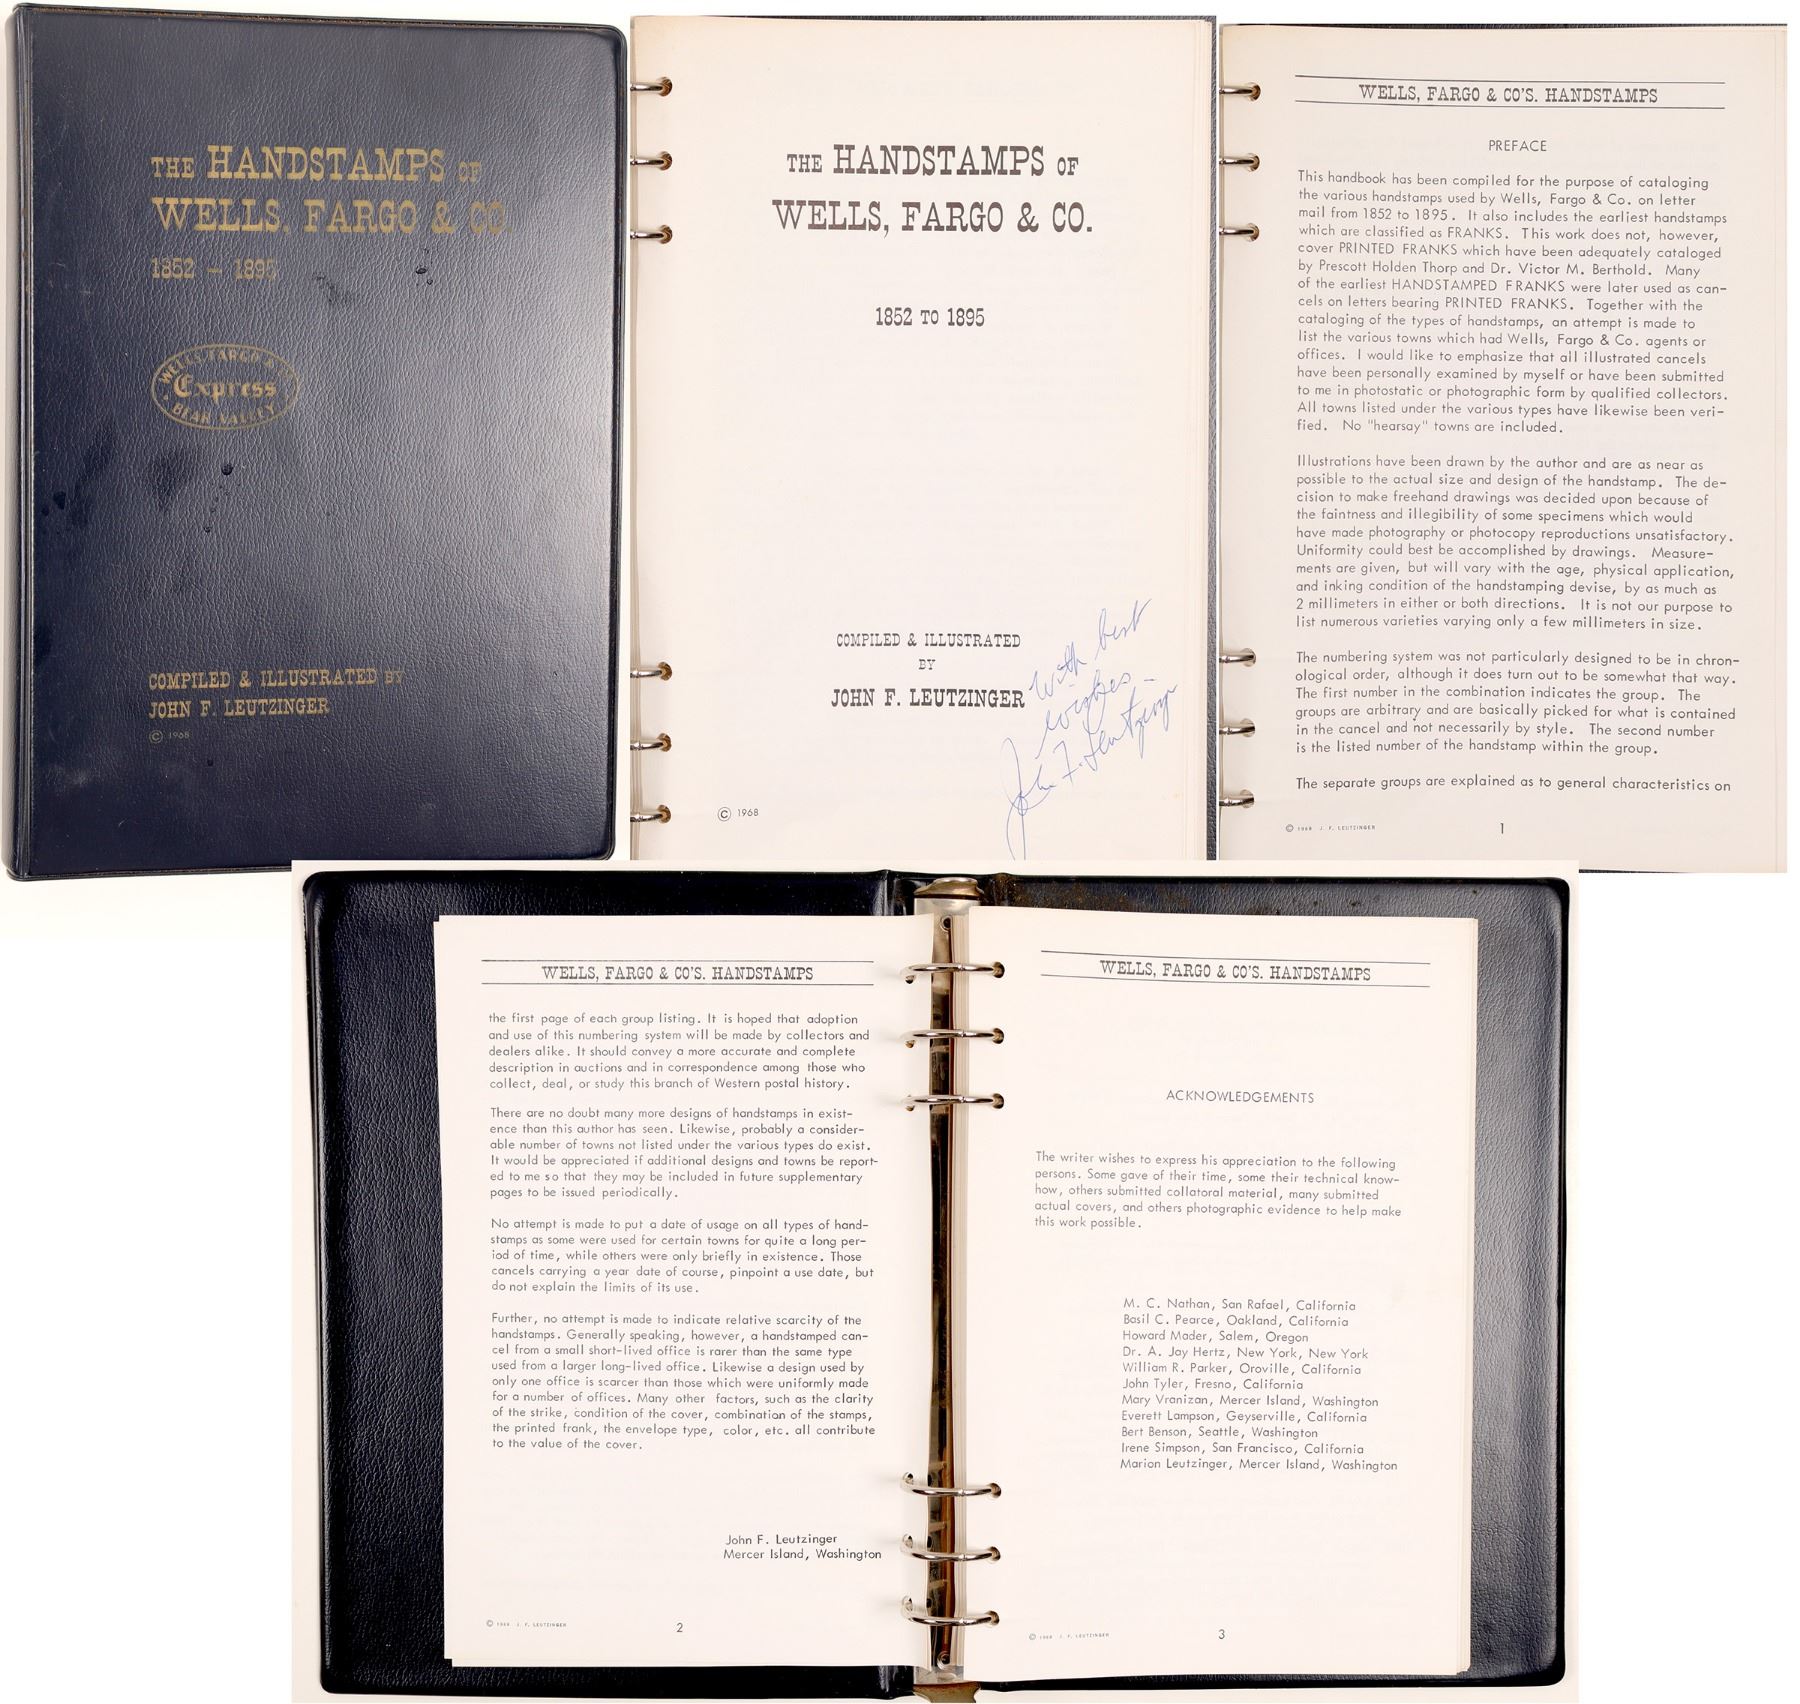 THE HANDSTAMPS OF
WELLS, FARGO & CO.
1852 – 1895
WELLS, FARGO & CO
Express
BEAR VALLEY
COMPILED & ILLUSTRATED BY
JOHN F. LEUTZINGER
© 1968
THE HANDSTAMPS OF
WELLS, FARGO & CO.
1852 TO 1895
COMPILED & ILLUSTRATED
BY
JOHN F. LEUTZINGER
With best
wishes –
John F. Leutzinger
© 1968
WELLS, FARGO & CO'S. HANDSTAMPS
PREFACE
This handbook has been compiled for the purpose of cataloging
the various handstamps used by Wells, Fargo & Co. on letter
mail from 1852 to 1895. It also includes the earliest handstamps
which are classified as FRANKS. This work does not, however,
cover PRINTED FRANKS which have been adequately cataloged
by Prescott Holden Thorp and Dr. Victor M. Berthold. Many
of the earliest HANDSTAMPED FRANKS were later used as can-
cels on letters bearing PRINTED FRANKS. Together with the
cataloging of the types of handstamps, an attempt is made to
list the various towns which had Wells, Fargo & Co. agents or
offices. I would like to emphasize that all illustrated cancels
have been personally examined by myself or have been submitted
to me in photostatic or photographic form by qualified collectors.
All towns listed under the various types have likewise been veri-
fied. No "hearsay" towns are included.
Illustrations have been drawn by the author and are as near as
possible to the actual size and design of the handstamp. The de-
cision to make freehand drawings was decided upon because of
the faintness and illegibility of some specimens which would
have made photography or photocopy reproductions unsatisfactory.
Uniformity could best be accomplished by drawings. Measure-
ments are given, but will vary with the age, physical application,
and inking condition of the handstamping devise, by as much as
2 millimeters in either or both directions. It is not our purpose to
list numerous varieties varying only a few millimeters in size.
The numbering system was not particularly designed to be in chron-
ological order, although it does turn out to be somewhat that way.
The first number in the combination indicates the group. The
groups are arbitrary and are basically picked for what is contained
in the cancel and not necessarily by style. The second number
is the listed number of the handstamp within the group.
The separate groups are explained as to general characteristics on
© 1968 J. F. LEUTZINGER
1
WELLS, FARGO & CO'S. HANDSTAMPS
the first page of each group listing. It is hoped that adoption
and use of this numbering system will be made by collectors and
dealers alike. It should convey a more accurate and complete
description in auctions and in correspondence among those who
collect, deal, or study this branch of Western postal history.
There are no doubt many more designs of handstamps in exist-
ence than this author has seen. Likewise, probably a consider-
able number of towns not listed under the various types do exist.
It would be appreciated if additional designs and towns be report-
ed to me so that they may be included in future supplementary
pages to be issued periodically.
No attempt is made to put a date of usage on all types of hand-
stamps as some were used for certain towns for quite a long per-
iod of time, while others were only briefly in existence. Those
cancels carrying a year date of course, pinpoint a use date, but
do not explain the limits of its use.
Further, no attempt is made to indicate relative scarcity of the
handstamps. Generally speaking, however, a handstamped can-
cel from a small short-lived office is rarer than the same type
used from a larger long-lived office. Likewise a design used by
only one office is scarcer than those which were uniformly made
for a number of offices. Many other factors, such as the clarity
of the strike, condition of the cover, combination of the stamps,
the printed frank, the envelope type, color, etc. all contribute
to the value of the cover.
John F. Leutzinger
Mercer Island, Washington
© 1968 J. F. LEUTZINGER
2
WELLS, FARGO & CO'S. HANDSTAMPS
ACKNOWLEDGEMENTS
The writer wishes to express his appreciation to the following
persons. Some gave of their time, some their technical know-
how, others submitted collatoral material, many submitted
actual covers, and others photographic evidence to help make
this work possible.
M. C. Nathan, San Rafael, California
Basil C. Pearce, Oakland, California
Howard Mader, Salem, Oregon
Dr. A. Jay Hertz, New York, New York
William R. Parker, Oroville, California
John Tyler, Fresno, California
Mary Vranizan, Mercer Island, Washington
Everett Lampson, Geyserville, California
Bert Benson, Seattle, Washington
Irene Simpson, San Francisco, California
Marion Leutzinger, Mercer Island, Washington
© 1968 J. F. LEUTZINGER
3